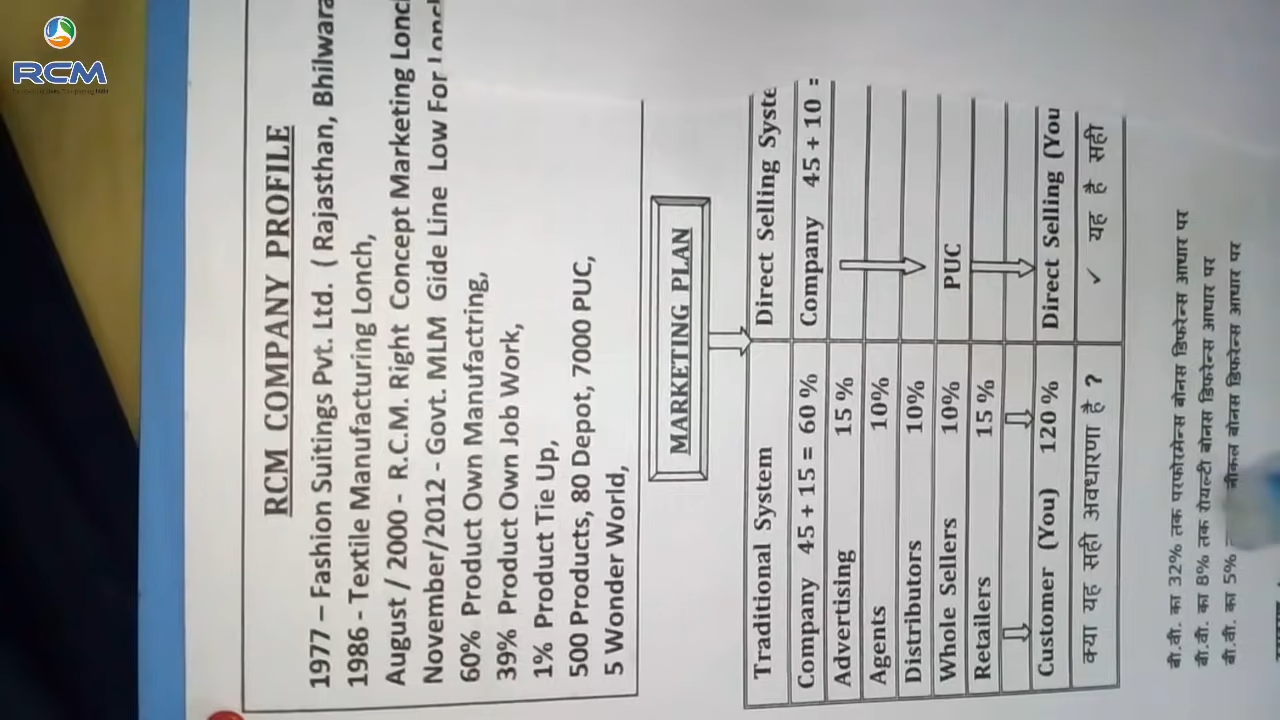 RCM
RCM COMPANY PROFILE
1977 – Fashion Suitings Pvt. Ltd. ( Rajasthan, Bhilwara
1986 - Textile Manufacturing Lonch,
August / 2000 - R.C.M. Right Concept Marketing Lonc
November/2012 - Govt. MLM Gide Line Low For
60% Product Own Manufactring,
39% Product Own Job Work,
1% Product Tie Up,
500 Products, 80 Depot, 7000 PUC,
5 Wonder World,
MARKETING PLAN
Traditional System Direct Selling Syste
Company 45 + 15 = 60 % Company 45 + 10 =
Advertising 15 %
Agents 10%
Distributors 10%
Whole Sellers 10% PUC
Retailers 15 %
Customer (You) 120 % Direct Selling (You
क्या यह सही अवधारणा है ? ✓ यह है सही
बी.वी. का 32% तक परफोरमेन्स बोनस डिफरेन्स आधार पर
बी.वी. का 8% तक रोयल्टी बोनस डिफरेन्स आधार पर
बी.वी. का 5% बोनस डिफरेन्स आधार पर